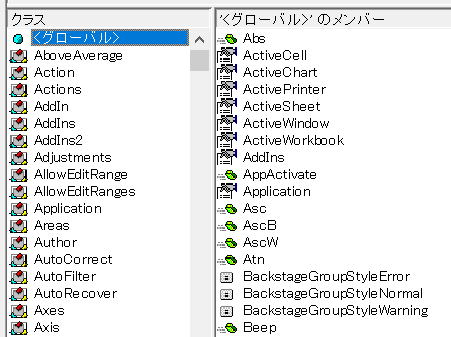 クラス
<グローバル>
AboveAverage
Action
Actions
AddIn
AddIns
AddIns2
Adjustments
AllowEditRange
AllowEditRanges
Application
Areas
Author
AutoCorrect
AutoFilter
AutoRecover
Axes
Axis
'<グローバル>' のメンバー
Abs
ActiveCell
ActiveChart
ActivePrinter
ActiveSheet
ActiveWindow
ActiveWorkbook
AddIns
AppActivate
Application
Asc
AscB
AscW
Atn
BackstageGroupStyleError
BackstageGroupStyleNormal
BackstageGroupStyleWarning
Beep